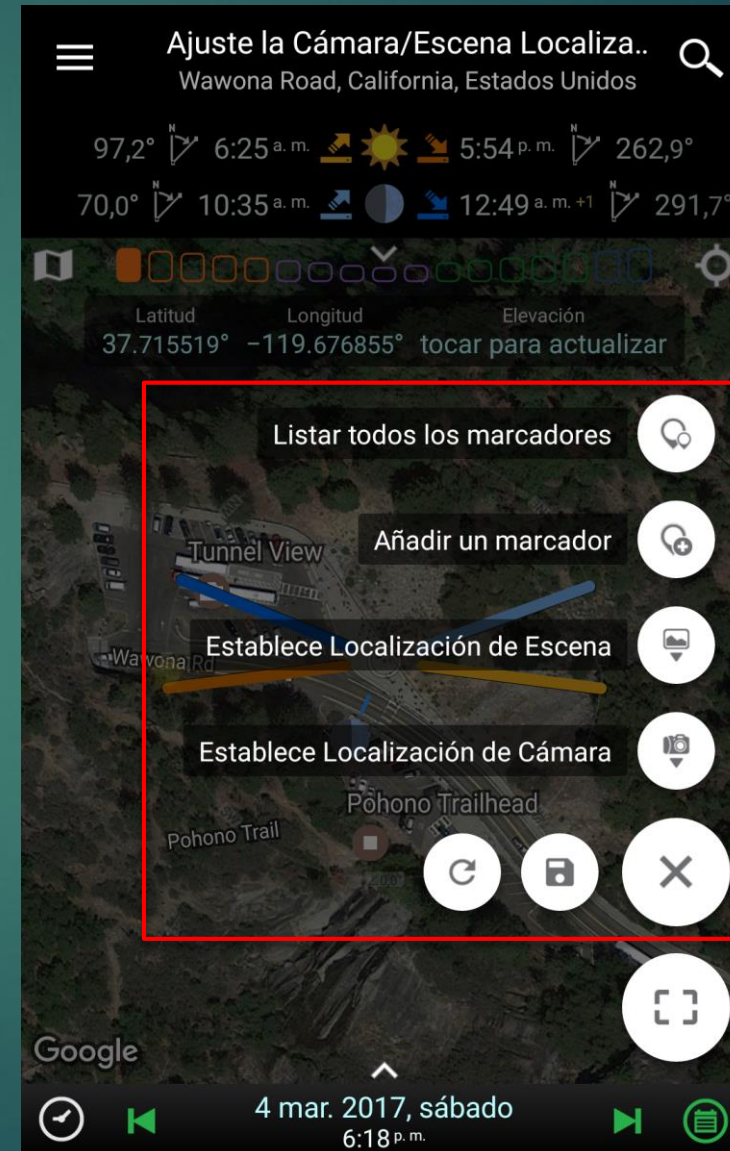 Ajuste la Cámara/Escena Localiza..
Wawona Road, California, Estados Unidos
97,2° N 6:25 a. m. 5:54 p. m. N 262,9°
70,0° N 10:35 a. m. 12:49 a. m. +1 N 291,7°
Latitud Longitud Elevación
37.715519° −119.676855° tocar para actualizar
Listar todos los marcadores
Tunnel View
Añadir un marcador
Wawona Rd
Establece Localización de Escena
Establece Localización de Cámara
Pohono Trailhead
Pohono Trail
Google
4 mar. 2017, sábado
6:18 p. m.